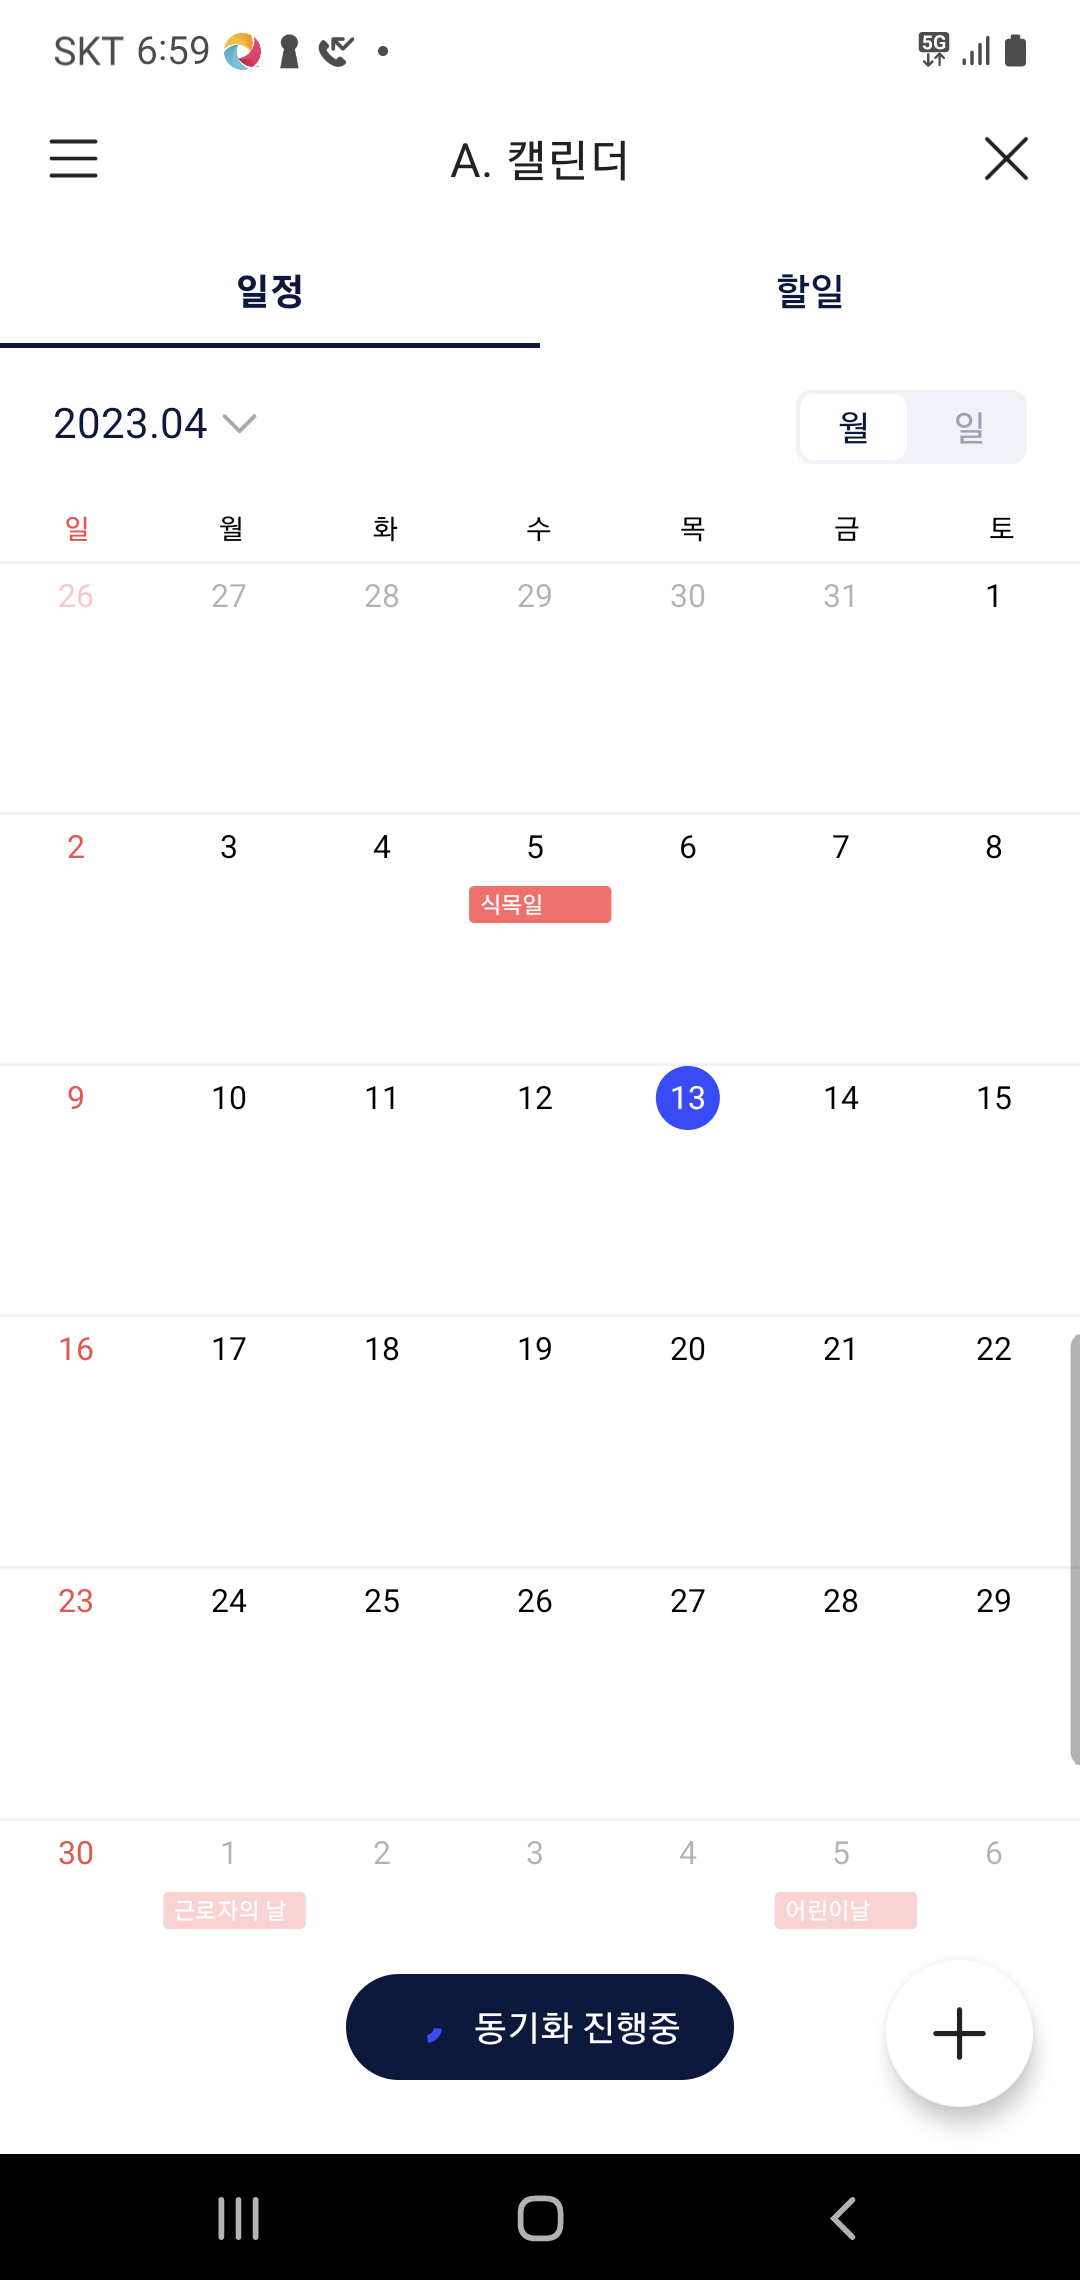 SKT 6:59
5G
A. 캘린더
일정 할일
2023.04 월 일
일 월 화 수 목 금 토
26 27 28 29 30 31 1
2 3 4 5 6 7 8
식목일
9 10 11 12 13 14 15
16 17 18 19 20 21 22
23 24 25 26 27 28 29
30 1 2 3 4 5 6
근로자의 날 어린이날
동기화 진행중